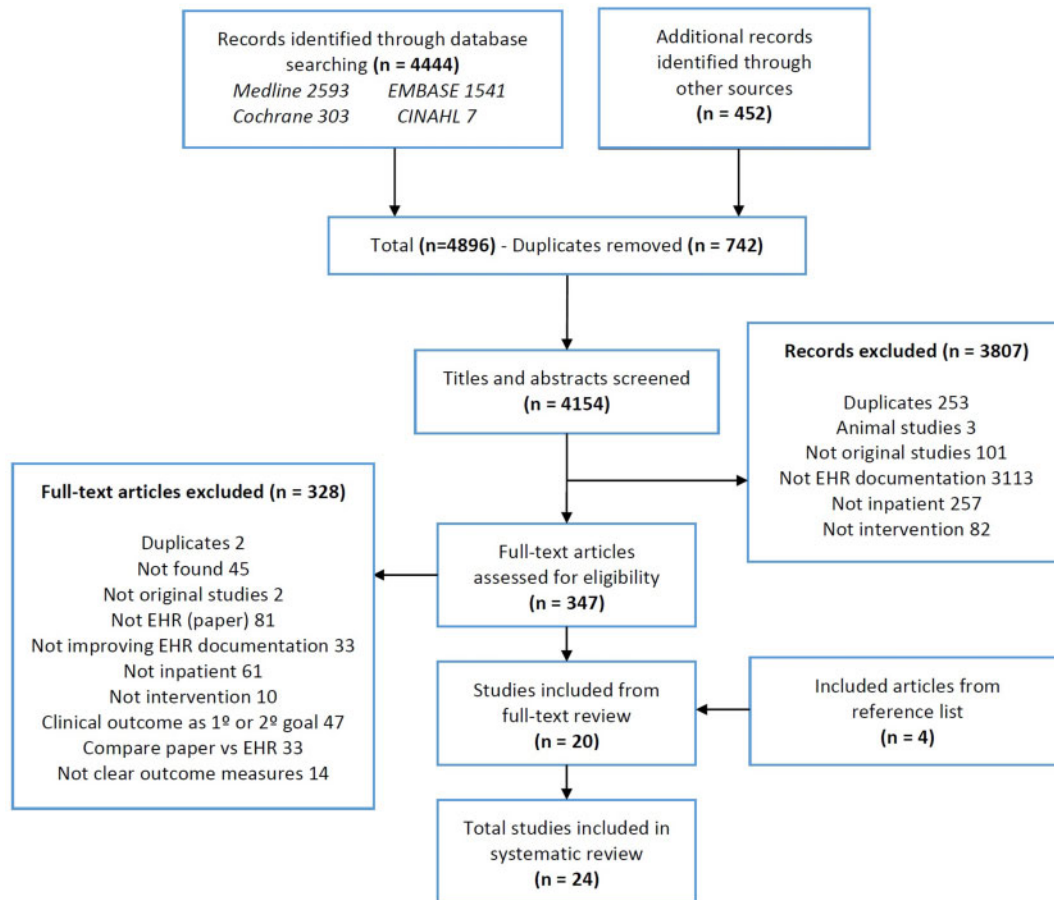 Records identified through database
searching (n = 4444)
Medline 2593 EMBASE 1541
Cochrane 303 CINAHL 7
Additional records
identified through
other sources
(n = 452)
Total (n=4896) - Duplicates removed (n = 742)
Titles and abstracts screened
(n = 4154)
Records excluded (n = 3807)
Duplicates 253
Animal studies 3
Not original studies 101
Not EHR documentation 3113
Not inpatient 257
Not intervention 82
Full-text articles excluded (n = 328)
Duplicates 2
Not found 45
Not original studies 2
Not EHR (paper) 81
Not improving EHR documentation 33
Not inpatient 61
Not intervention 10
Clinical outcome as 1º or 2º goal 47
Compare paper vs EHR 33
Not clear outcome measures 14
Full-text articles
assessed for eligibility
(n = 347)
Studies included from
full-text review
(n = 20)
Included articles from
reference list
(n = 4)
Total studies included in
systematic review
(n = 24)